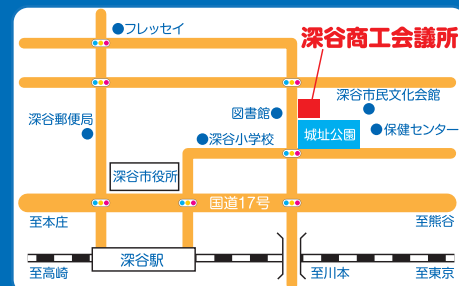 フレッセイ
深谷商工会議所
深谷市民文化会館
図書館
深谷郵便局
城址公園
保健センター
深谷小学校
深谷市役所
国道17号
至本庄
至熊谷
深谷駅
至高崎
至川本
至東京